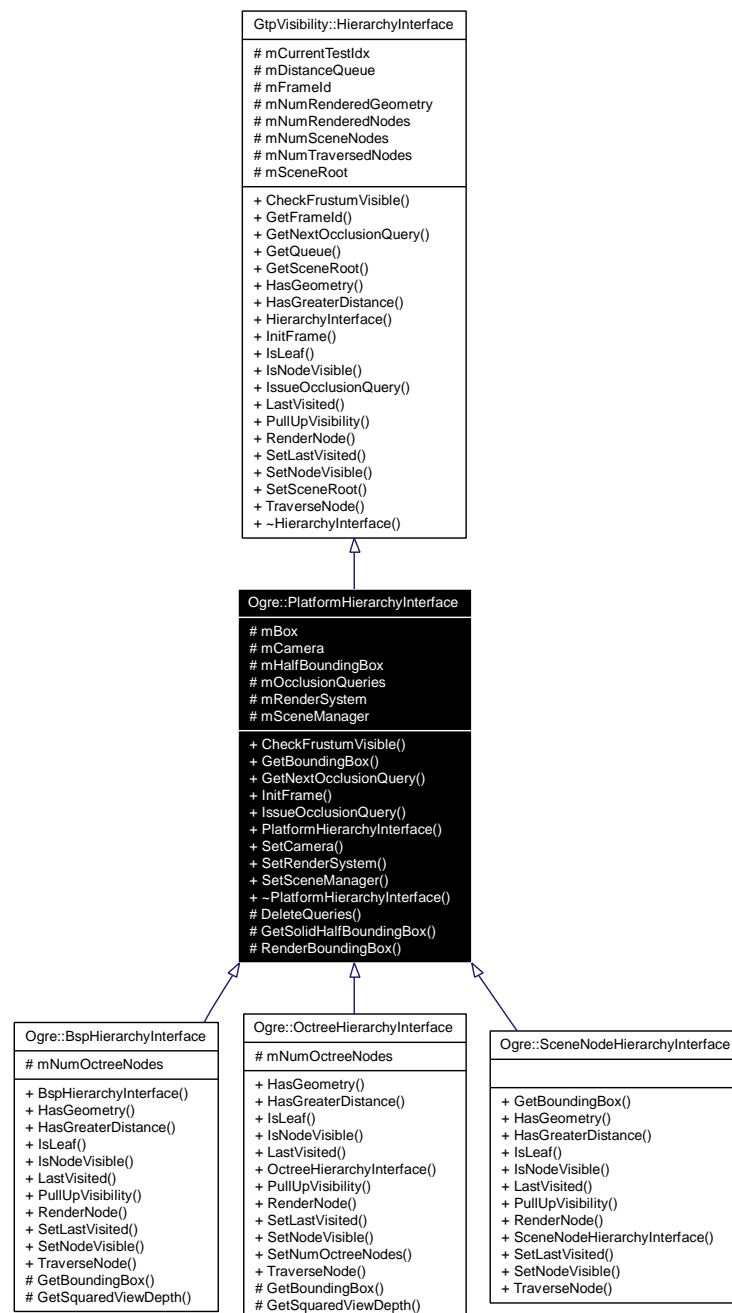 GtpVisibility::HierarchyInterface
# mCurrentTestIdx
# mDistanceQueue
# mFrameId
# mNumRenderedGeometry
# mNumRenderedNodes
# mNumSceneNodes
# mNumTraversedNodes
# mSceneRoot
+ CheckFrustumVisible()
+ GetFrameId()
+ GetNextOcclusionQuery()
+ GetQueue()
+ GetSceneRoot()
+ HasGeometry()
+ HasGreaterDistance()
+ HierarchyInterface()
+ InitFrame()
+ IsLeaf()
+ IsNodeVisible()
+ IssueOcclusionQuery()
+ LastVisited()
+ PullUpVisibility()
+ RenderNode()
+ SetLastVisited()
+ SetNodeVisible()
+ SetSceneRoot()
+ TraverseNode()
+ ~HierarchyInterface()
Ogre::PlatformHierarchyInterface
# mBox
# mCamera
# mHalfBoundingBox
# mOcclusionQueries
# mRenderSystem
# mSceneManager
+ CheckFrustumVisible()
+ GetBoundingBox()
+ GetNextOcclusionQuery()
+ InitFrame()
+ IssueOcclusionQuery()
+ PlatformHierarchyInterface()
+ SetCamera()
+ SetRenderSystem()
+ SetSceneManager()
+ ~PlatformHierarchyInterface()
# DeleteQueries()
# GetSolidHalfBoundingBox()
# RenderBoundingBox()
Ogre::BspHierarchyInterface
# mNumOctreeNodes
+ BspHierarchyInterface()
+ HasGeometry()
+ HasGreaterDistance()
+ IsLeaf()
+ IsNodeVisible()
+ LastVisited()
+ PullUpVisibility()
+ RenderNode()
+ SetLastVisited()
+ SetNodeVisible()
+ TraverseNode()
# GetBoundingBox()
# GetSquaredViewDepth()
Ogre::OctreeHierarchyInterface
# mNumOctreeNodes
+ HasGeometry()
+ HasGreaterDistance()
+ IsLeaf()
+ IsNodeVisible()
+ LastVisited()
+ OctreeHierarchyInterface()
+ PullUpVisibility()
+ RenderNode()
+ SetLastVisited()
+ SetNodeVisible()
+ SetNumOctreeNodes()
+ TraverseNode()
# GetBoundingBox()
# GetSquaredViewDepth()
Ogre::SceneNodeHierarchyInterface
+ GetBoundingBox()
+ HasGeometry()
+ HasGreaterDistance()
+ IsLeaf()
+ IsNodeVisible()
+ LastVisited()
+ PullUpVisibility()
+ RenderNode()
+ SceneNodeHierarchyInterface()
+ SetLastVisited()
+ SetNodeVisible()
+ TraverseNode()